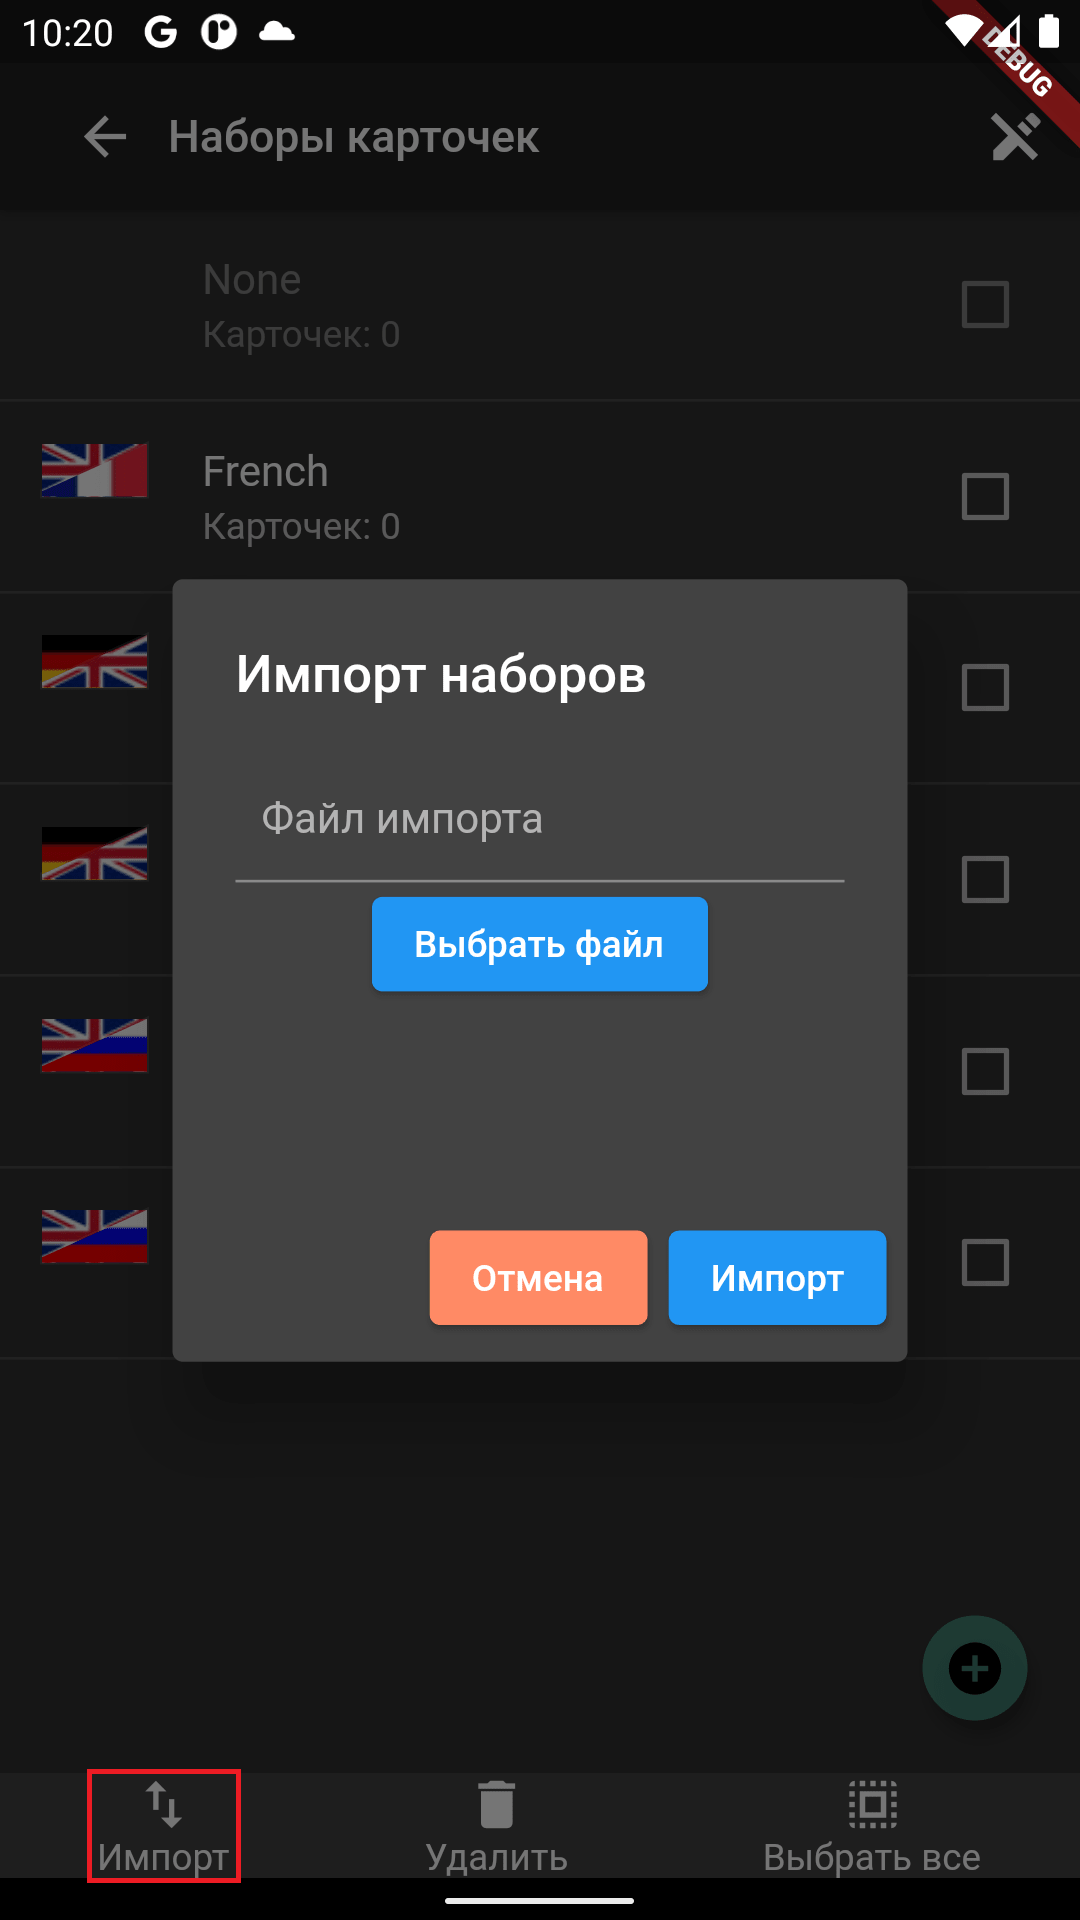 10:20
DEBUG
Наборы карточек
None
Карточек: 0
French
Карточек: 0
Импорт наборов
Файл импорта
Выбрать файл
Отмена
Импорт
Импорт
Удалить
Выбрать все